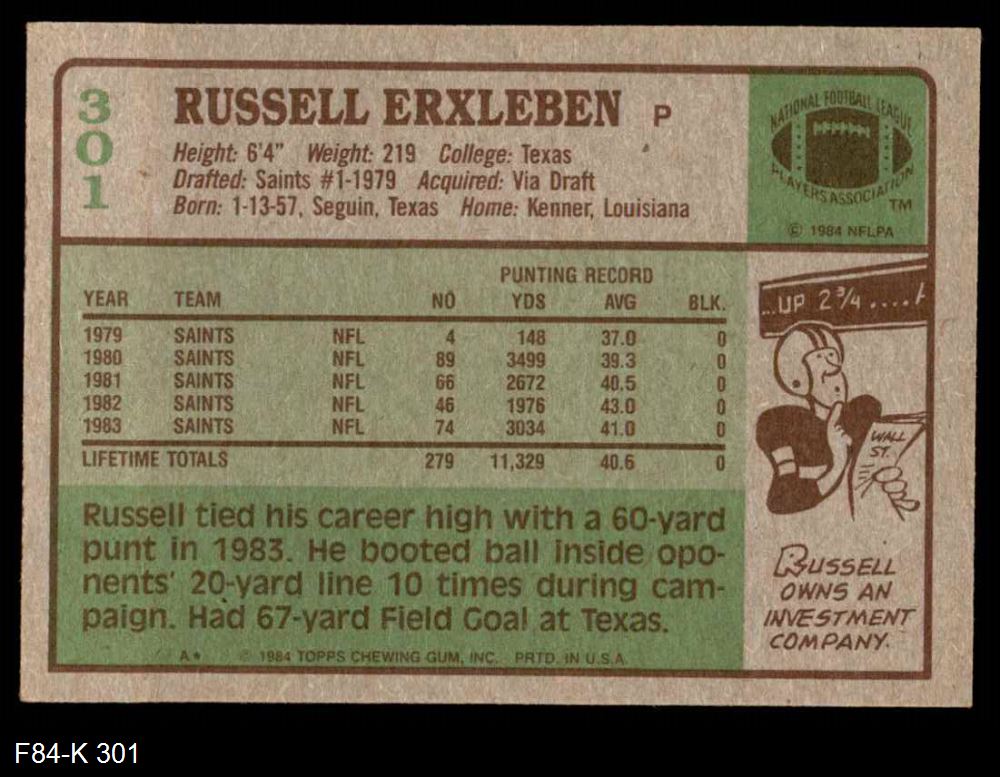 301
RUSSELL ERXLEBEN P
Height: 6'4" Weight: 219 College: Texas
Drafted: Saints #1-1979 Acquired: Via Draft
Born: 1-13-57, Seguin, Texas Home: Kenner, Louisiana
NATIONAL FOOTBALL LEAGUE
PLAYERS ASSOCIATION
TM
© 1984 NFLPA
PUNTING RECORD
YEAR TEAM NO YDS AVG BLK.
1979 SAINTS NFL 4 148 37.0 0
1980 SAINTS NFL 89 3499 39.3 0
1981 SAINTS NFL 66 2672 40.5 0
1982 SAINTS NFL 46 1976 43.0 0
1983 SAINTS NFL 74 3034 41.0 0
LIFETIME TOTALS 279 11,329 40.6 0
Russell tied his career high with a 60-yard
punt in 1983. He booted ball inside opo-
nents' 20-yard line 10 times during cam-
paign. Had 67-yard Field Goal at Texas.
A* © 1984 TOPPS CHEWING GUM, INC. PRTD. IN U.S.A.
...UP 2 3/4 ....
WALL
ST.
RUSSELL
OWNS AN
INVESTMENT
COMPANY.
F84-K 301